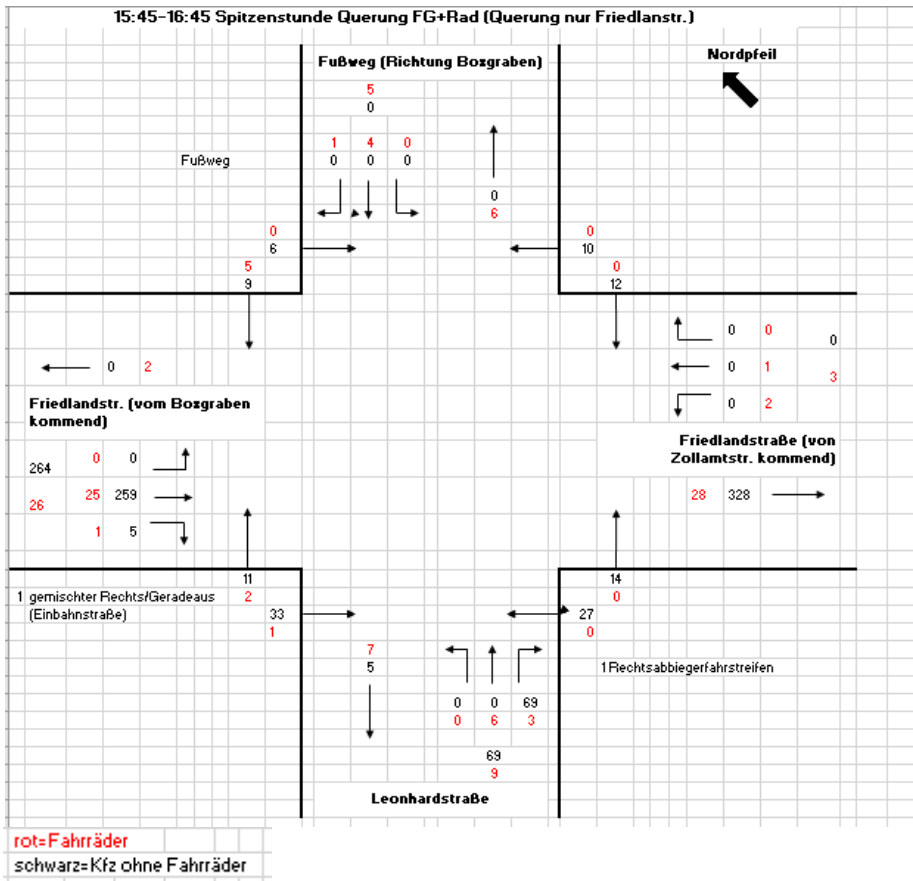 15:45-16:45 Spitzenstunde Querung FG+Rad (Querung nur Friedlanstr.)
Fußweg (Richtung Boxgraben)
Nordpfeil
5
0
1 4 0
Fußweg
0 0 0
0
6
0
6
0
10
5
9
0
12
0 0
0
0 2
0 1
3
0 2
Friedlandstr. (vom Boxgraben
kommend)
Friedlandstraße (von
Zollamtstr. kommend)
0 0
264
25 259
26
1 5
28 328
11
2
14
0
1 gemischter Rechts/Geradeaus
(Einbahnstraße)
33
1
27
0
7
5
1 Rechtsabbiegerfahrstreifen
0 0 69
0 6 3
69
9
Leonhardstraße
rot=Fahrräder
schwarz=Kfz ohne Fahrräder